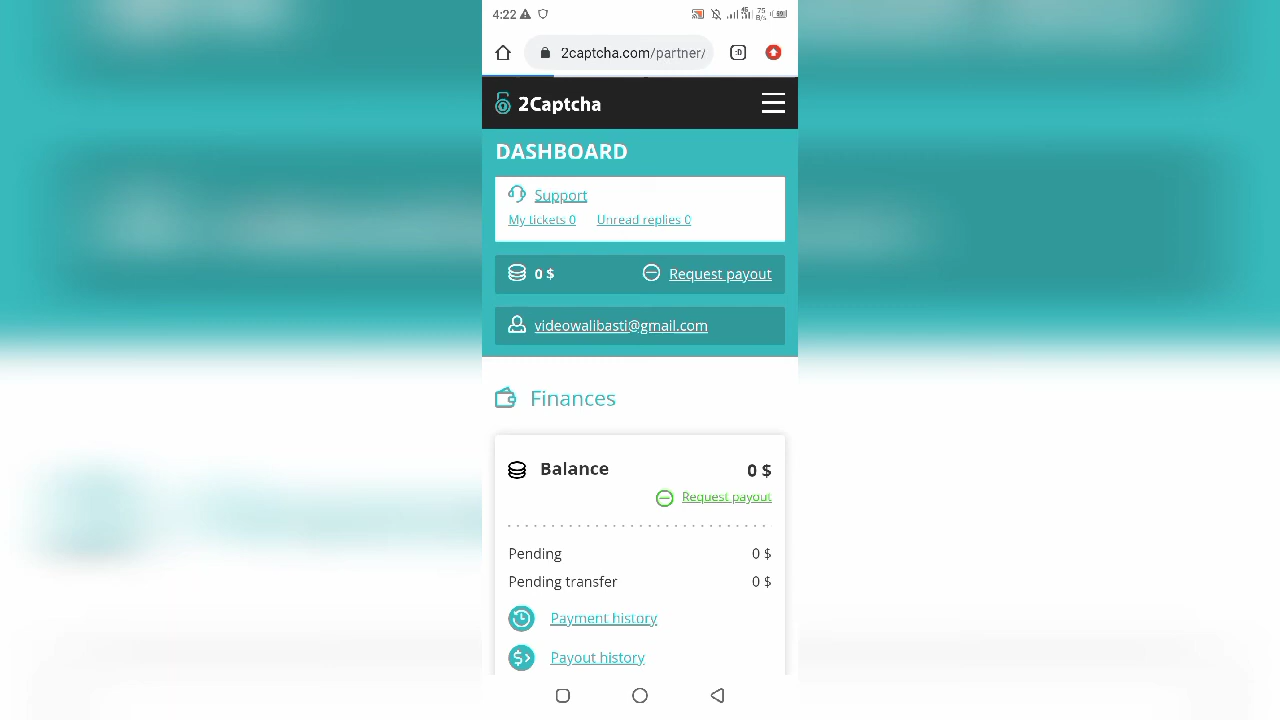 4:22
2captcha.com/partner/
:D
2Captcha
DASHBOARD
Support
My tickets 0 Unread replies 0
0 $ Request payout
videowalibasti@gmail.com
Finances
Balance 0 $
Request payout
Pending 0 $
Pending transfer 0 $
Payment history
Payout history